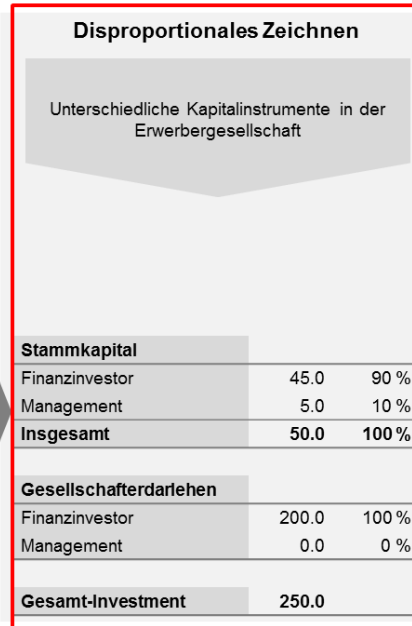 Disproportionales Zeichnen
Unterschiedliche Kapitalinstrumente in der
Erwerbergesellschaft
Stammkapital
Finanzinvestor 45.0 90 %
Management 5.0 10 %
Insgesamt 50.0 100 %
Gesellschafterdarlehen
Finanzinvestor 200.0 100 %
Management 0.0 0 %
Gesamt-Investment 250.0